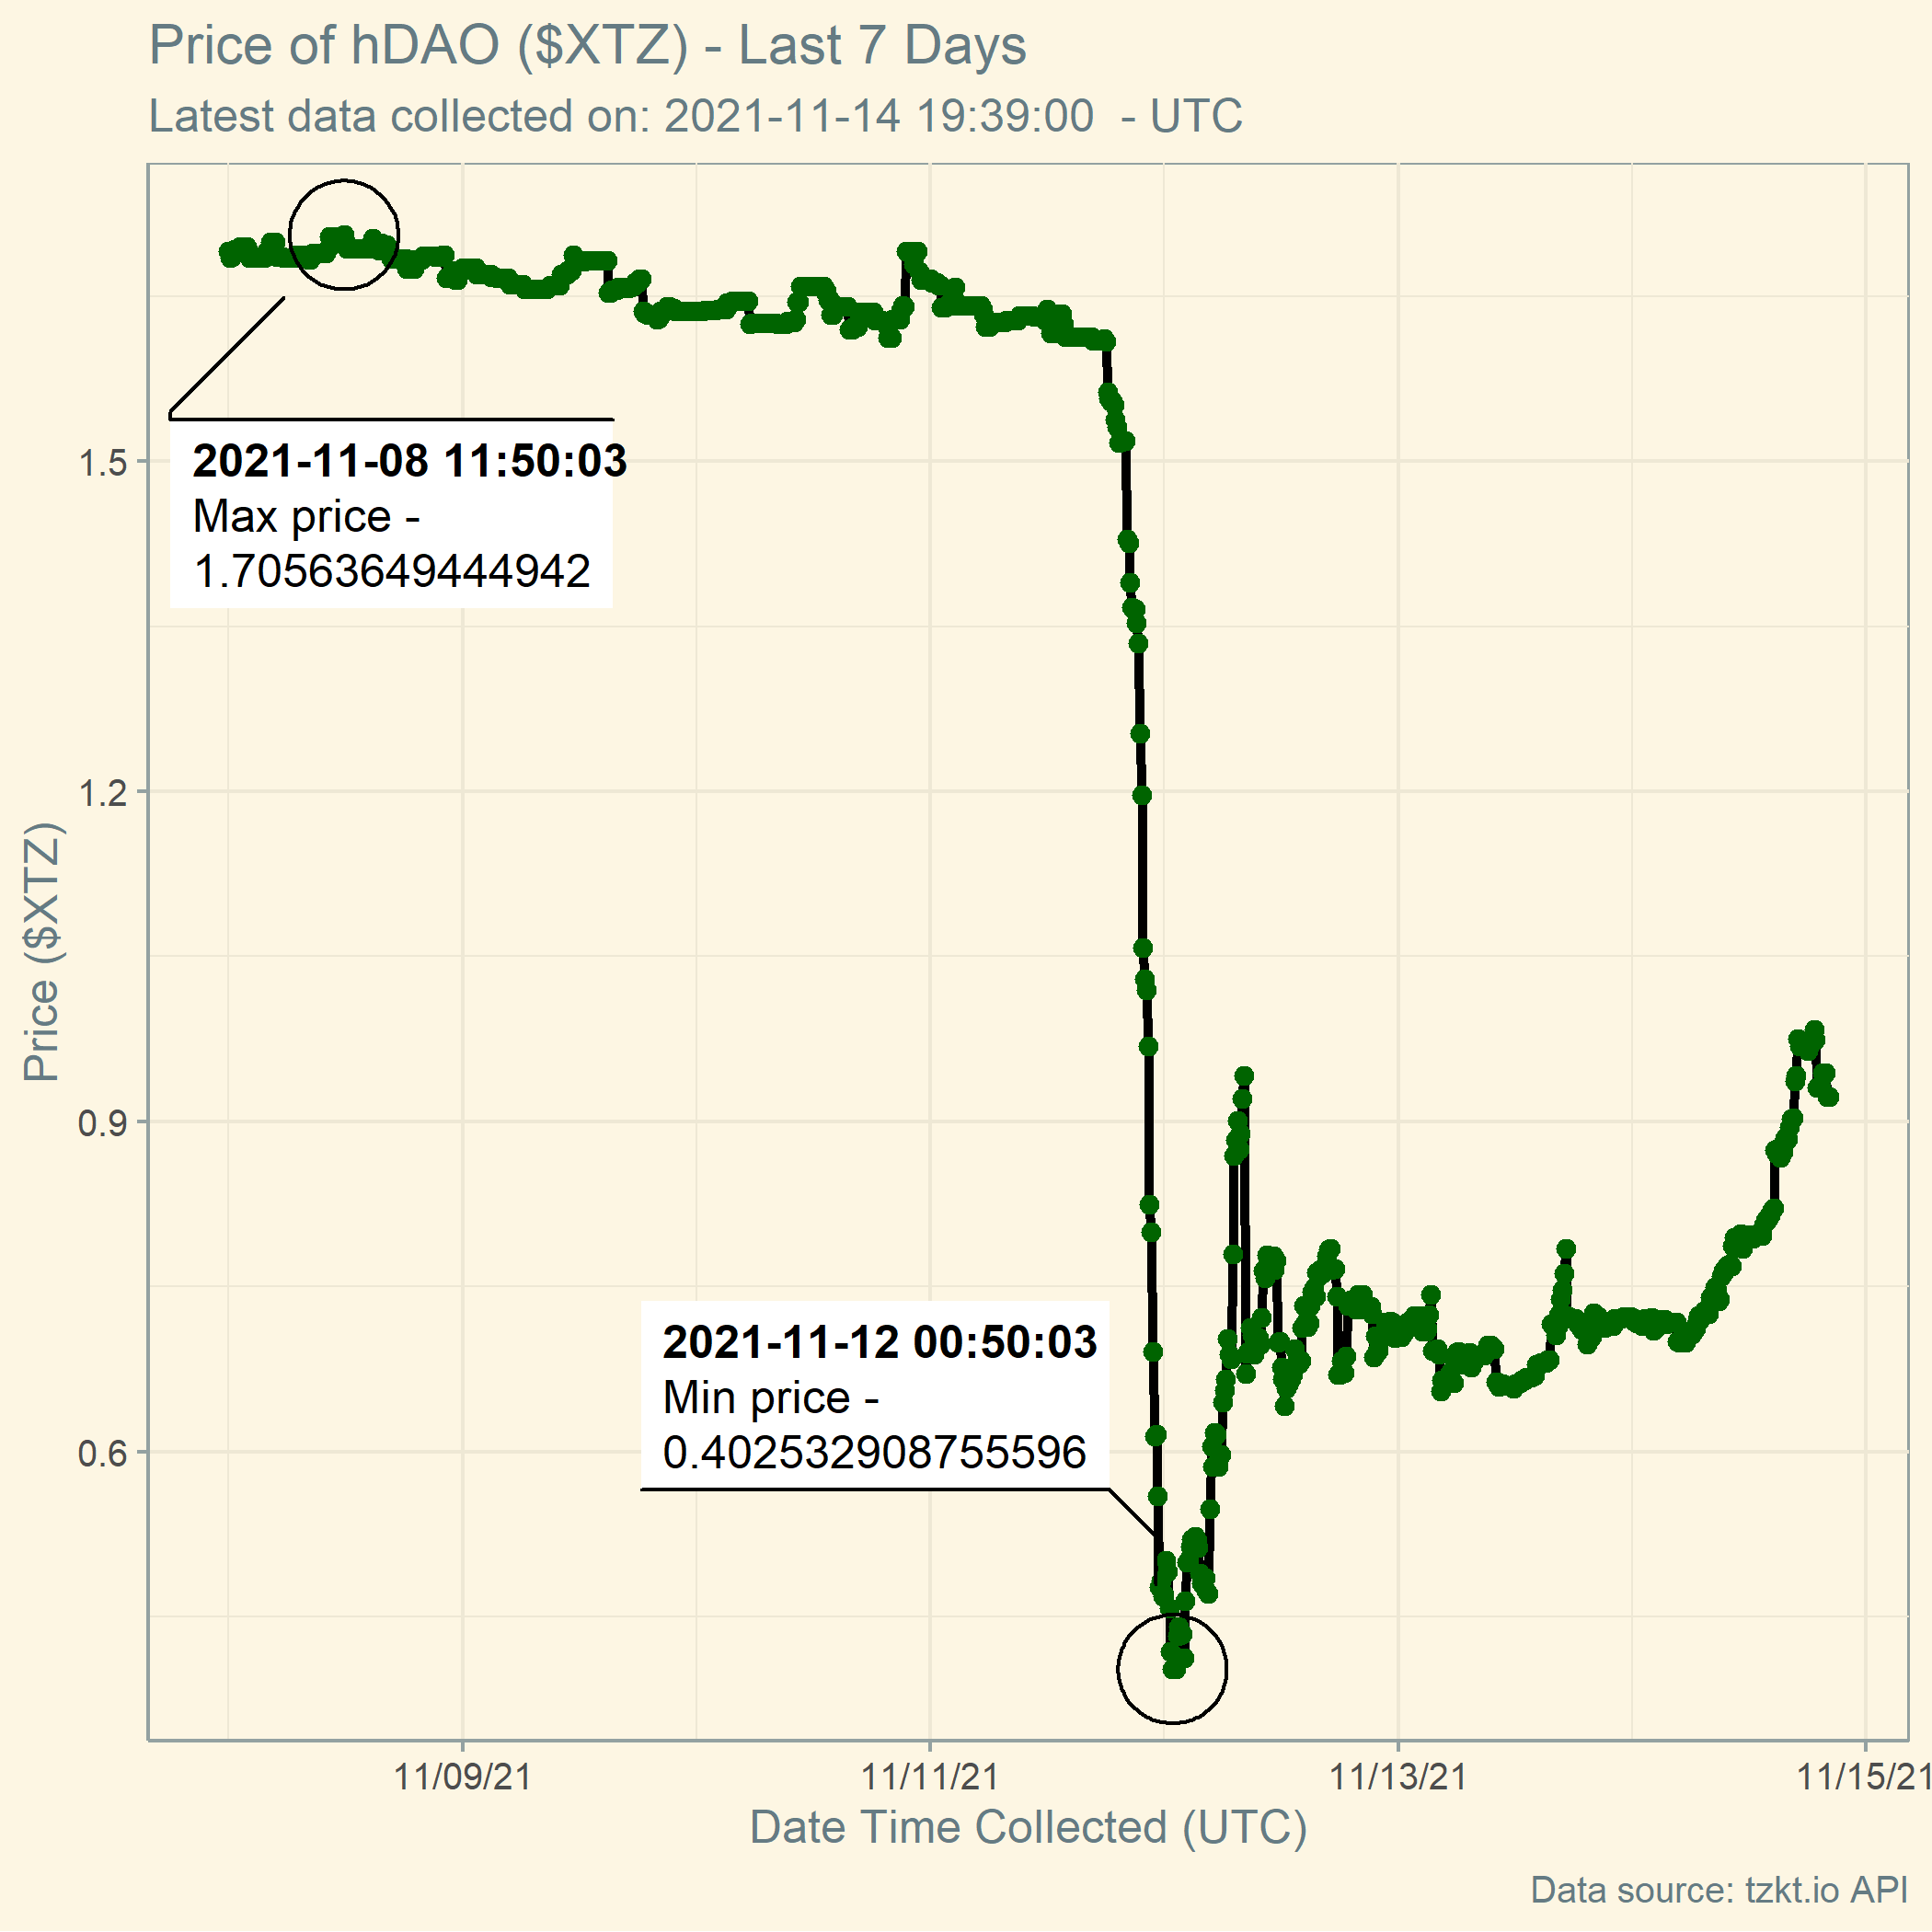 Price of hDAO ($XTZ) - Last 7 Days
Latest data collected on: 2021-11-14 19:39:00  - UTC
2021-11-08 11:50:03
Max price -
1.70563649444942
1.5
1.2
Price ($XTZ)
0.9
2021-11-12 00:50:03
Min price -
0.402532908755596
0.6
11/09/21
11/11/21
11/13/21
11/15/21
Date Time Collected (UTC)
Data source: tzkt.io API